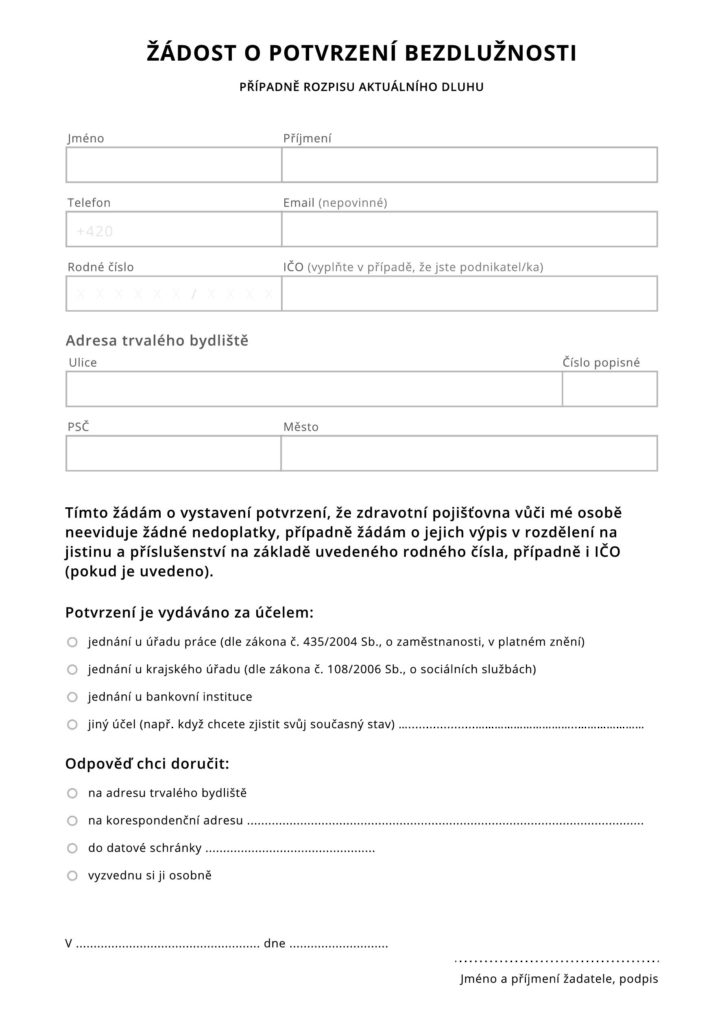 ŽÁDOST O POTVRZENÍ BEZDLUŽNOSTI
PŘÍPADNĚ ROZPISU AKTUÁLNÍHO DLUHU
Jméno Příjmení
Telefon Email (nepovinné)
+420
Rodné číslo IČO (vyplňte v případě, že jste podnikatel/ka)
X X X X X X / X X X X
Adresa trvalého bydliště
Ulice Číslo popisné
PSČ Město
Tímto žádám o vystavení potvrzení, že zdravotní pojišťovna vůči mé osobě
neeviduje žádné nedoplatky, případně žádám o jejich výpis v rozdělení na
jistinu a příslušenství na základě uvedeného rodného čísla, případně i IČO
(pokud je uvedeno).
Potvrzení je vydáváno za účelem:
jednání u úřadu práce (dle zákona č. 435/2004 Sb., o zaměstnanosti, v platném znění)
jednání u krajského úřadu (dle zákona č. 108/2006 Sb., o sociálních službách)
jednání u bankovní instituce
jiný účel (např. když chcete zjistit svůj současný stav) ......................................................................
Odpověď chci doručit:
na adresu trvalého bydliště
na korespondenční adresu ................................................................................................................
do datové schránky ................................................
vyzvednu si ji osobně
V .................................................... dne ............................
Jméno a příjmení žadatele, podpis